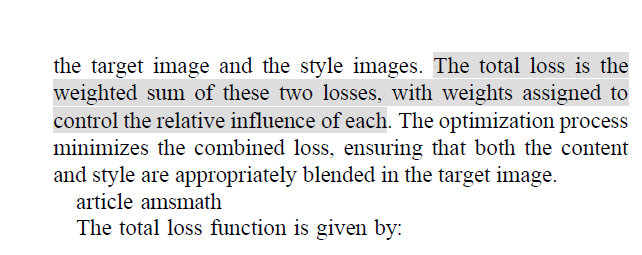 the target image and the style images. The total loss is the
weighted sum of these two losses, with weights assigned to
control the relative influence of each. The optimization process
minimizes the combined loss, ensuring that both the content
and style are appropriately blended in the target image.
article amsmath
The total loss function is given by: